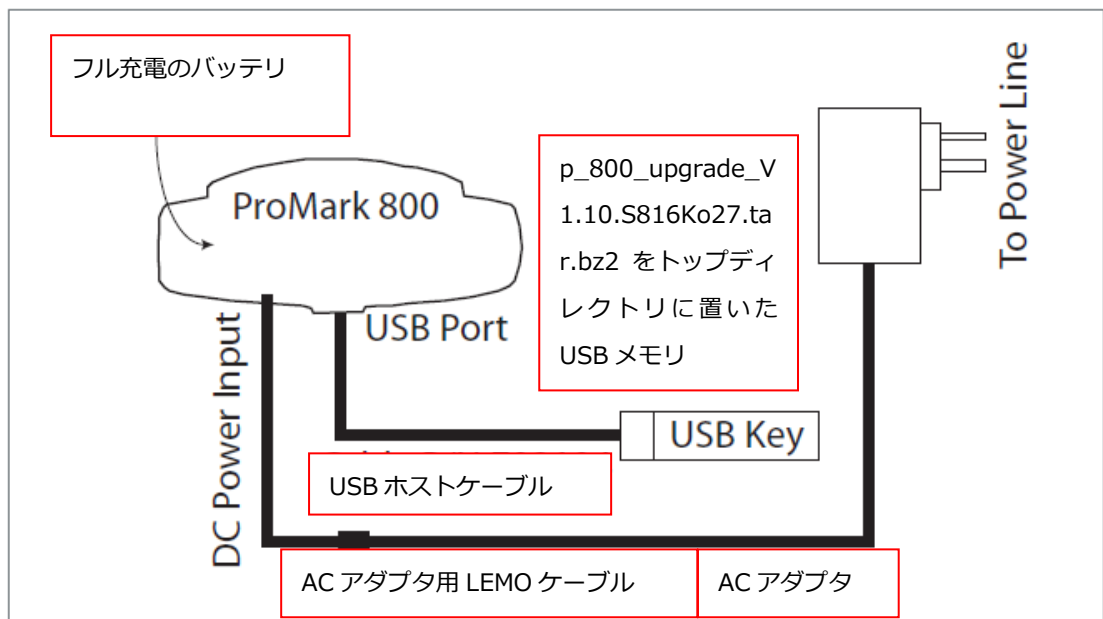 フル充電のバッテリ
ProMark 800
p_800_upgrade_V
1.10.S816Ko27.ta
r.bz2 をトップディ
レクトリに置いた
USB メモリ
To Power Line
USB Port
DC Power Input
USB Key
USB ホストケーブル
AC アダプタ用 LEMO ケーブル
AC アダプタ